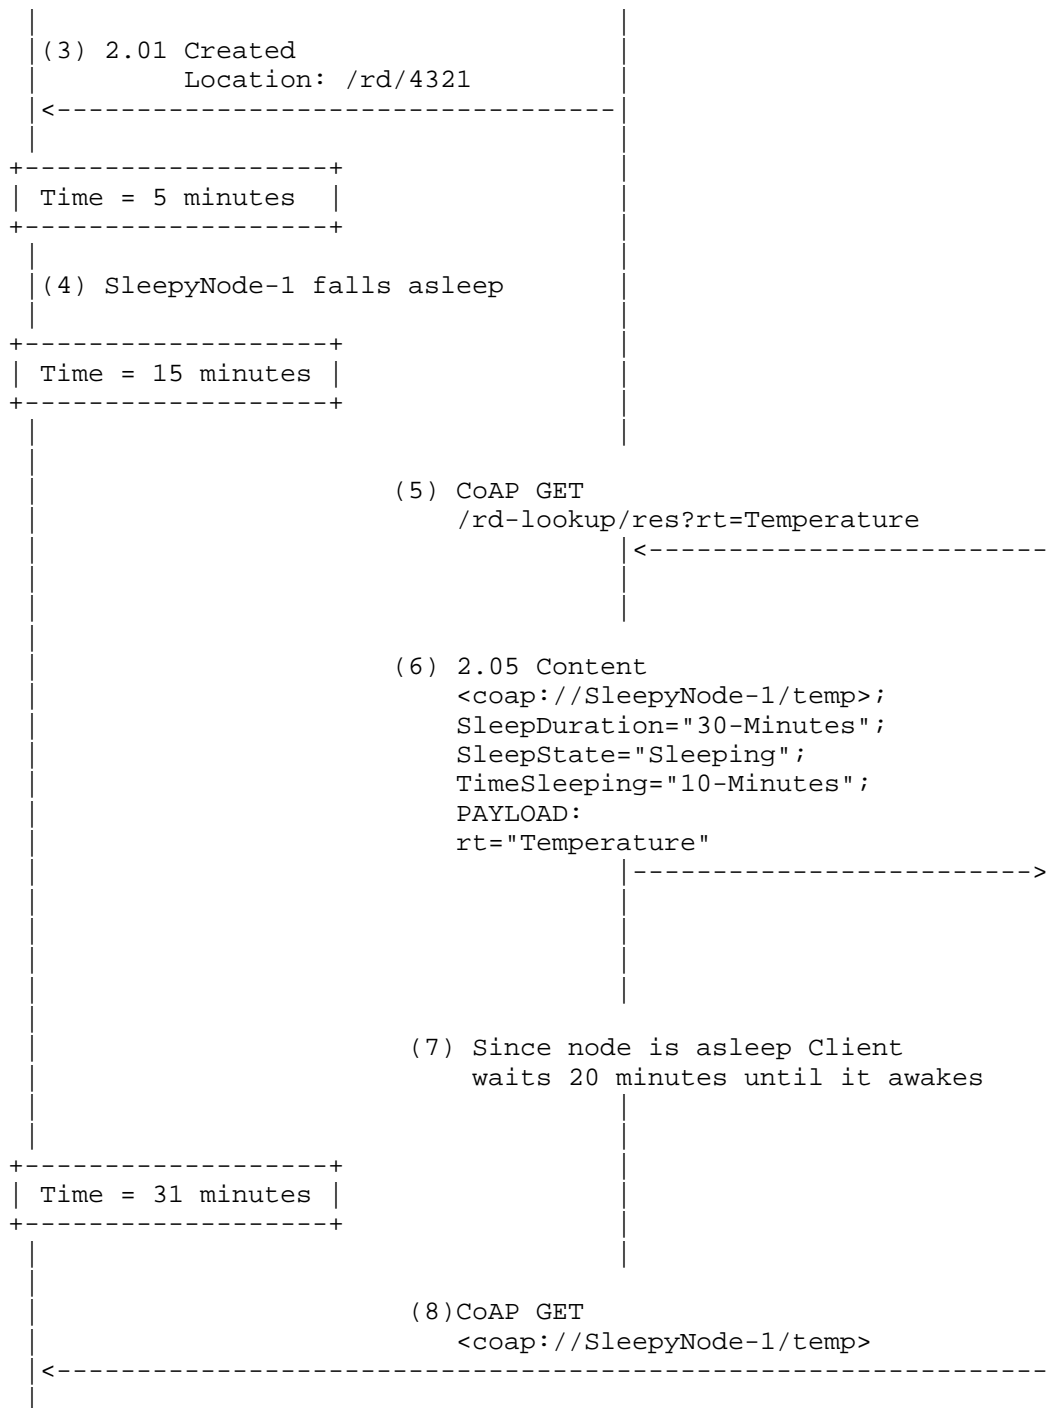 (3) 2.01 Created
Location: /rd/4321
Time = 5 minutes
(4) SleepyNode-1 falls asleep
Time = 15 minutes
(5) CoAP GET
/rd-lookup/res?rt=Temperature
(6) 2.05 Content
<coap://SleepyNode-1/temp>;
SleepDuration="30-Minutes";
SleepState="Sleeping";
TimeSleeping="10-Minutes";
PAYLOAD:
rt="Temperature"
(7) Since node is asleep Client
waits 20 minutes until it awakes
Time = 31 minutes
(8)CoAP GET
<coap://SleepyNode-1/temp>